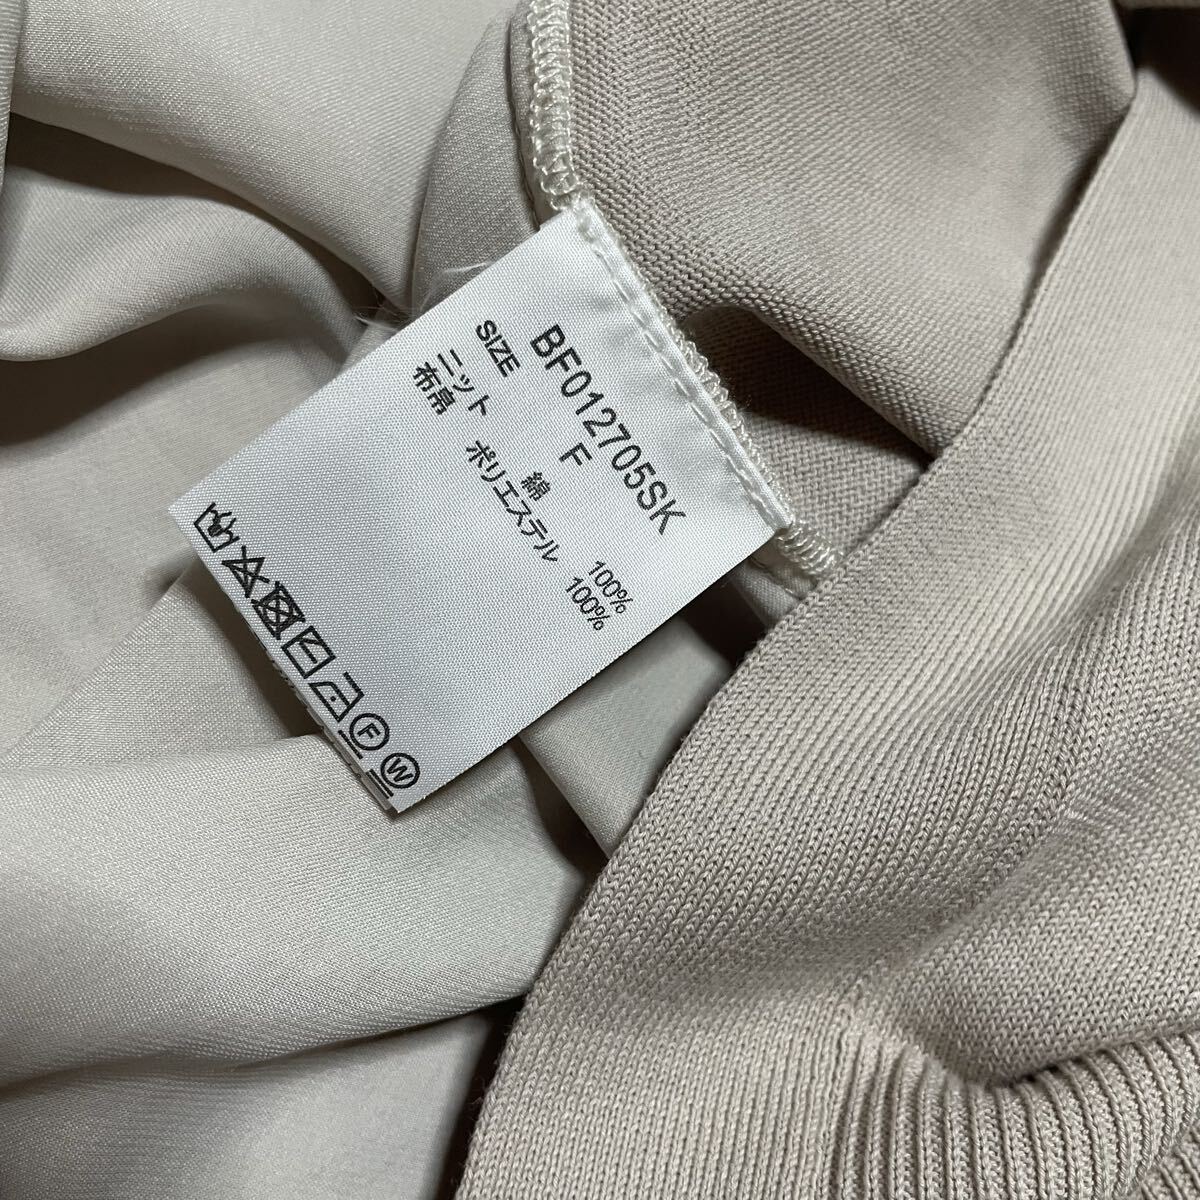 BF012705SK
SIZE F
ニット 綿 100%
布帛 ポリエステル 100%
F W